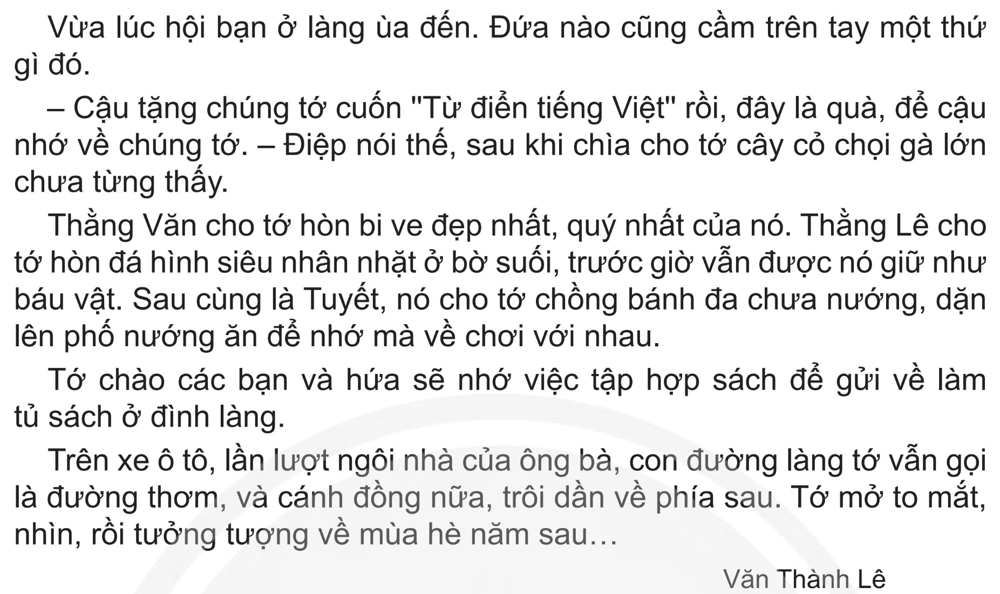 Vừa lúc hội bạn ở làng ùa đến. Đứa nào cũng cầm trên tay một thứ
gì đó.
– Cậu tặng chúng tớ cuốn "Từ điển tiếng Việt" rồi, đây là quà, để cậu
nhớ về chúng tớ. – Điệp nói thế, sau khi chìa cho tớ cây cỏ chọi gà lớn
chưa từng thấy.
Thằng Văn cho tớ hòn bi ve đẹp nhất, quý nhất của nó. Thằng Lê cho
tớ hòn đá hình siêu nhân nhặt ở bờ suối, trước giờ vẫn được nó giữ như
báu vật. Sau cùng là Tuyết, nó cho tớ chồng bánh đa chưa nướng, dặn
lên phố nướng ăn để nhớ mà về chơi với nhau.
Tớ chào các bạn và hứa sẽ nhớ việc tập hợp sách để gửi về làm
tủ sách ở đình làng.
Trên xe ô tô, lần lượt ngôi nhà của ông bà, con đường làng tớ vẫn gọi
là đường thơm, và cánh đồng nữa, trôi dần về phía sau. Tớ mở to mắt,
nhìn, rồi tưởng tượng về mùa hè năm sau...
Văn Thành Lê